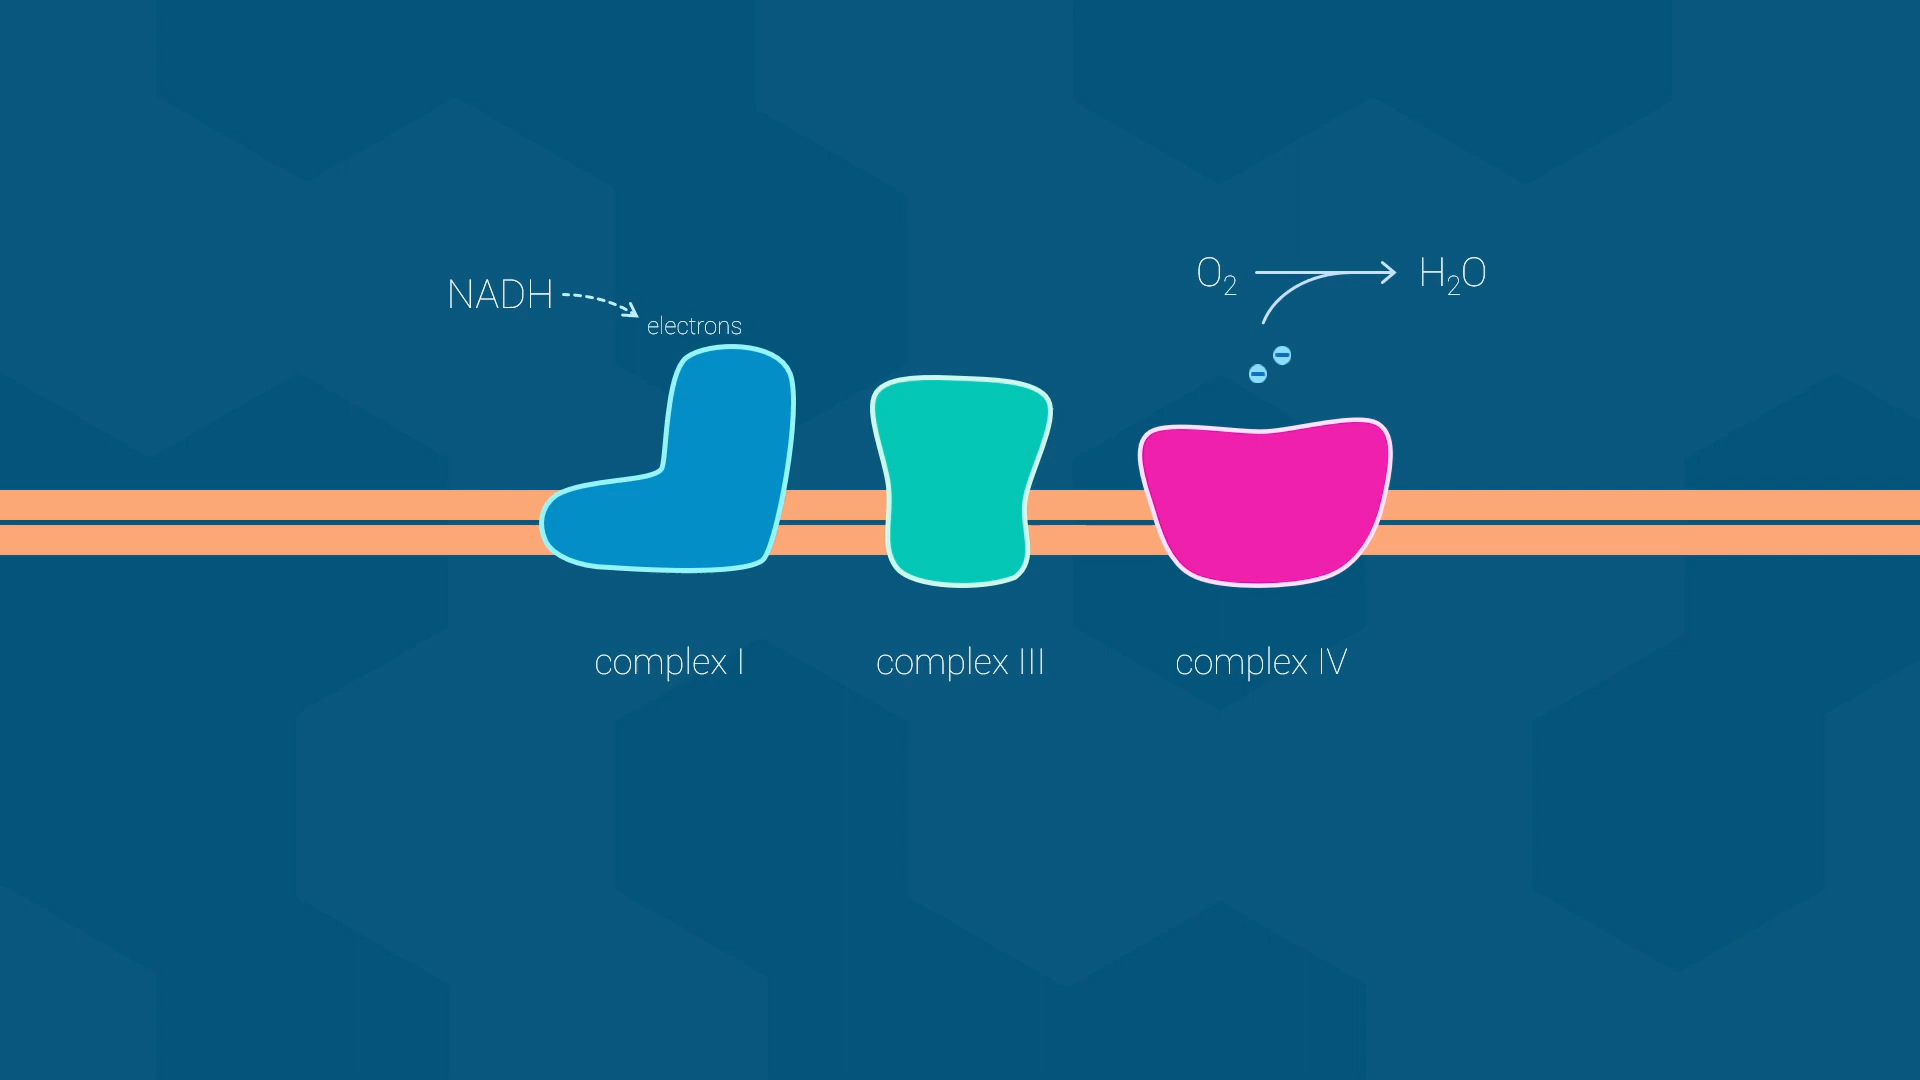 NADH
electrons
O₂
H₂O
complex I
complex III
complex IV